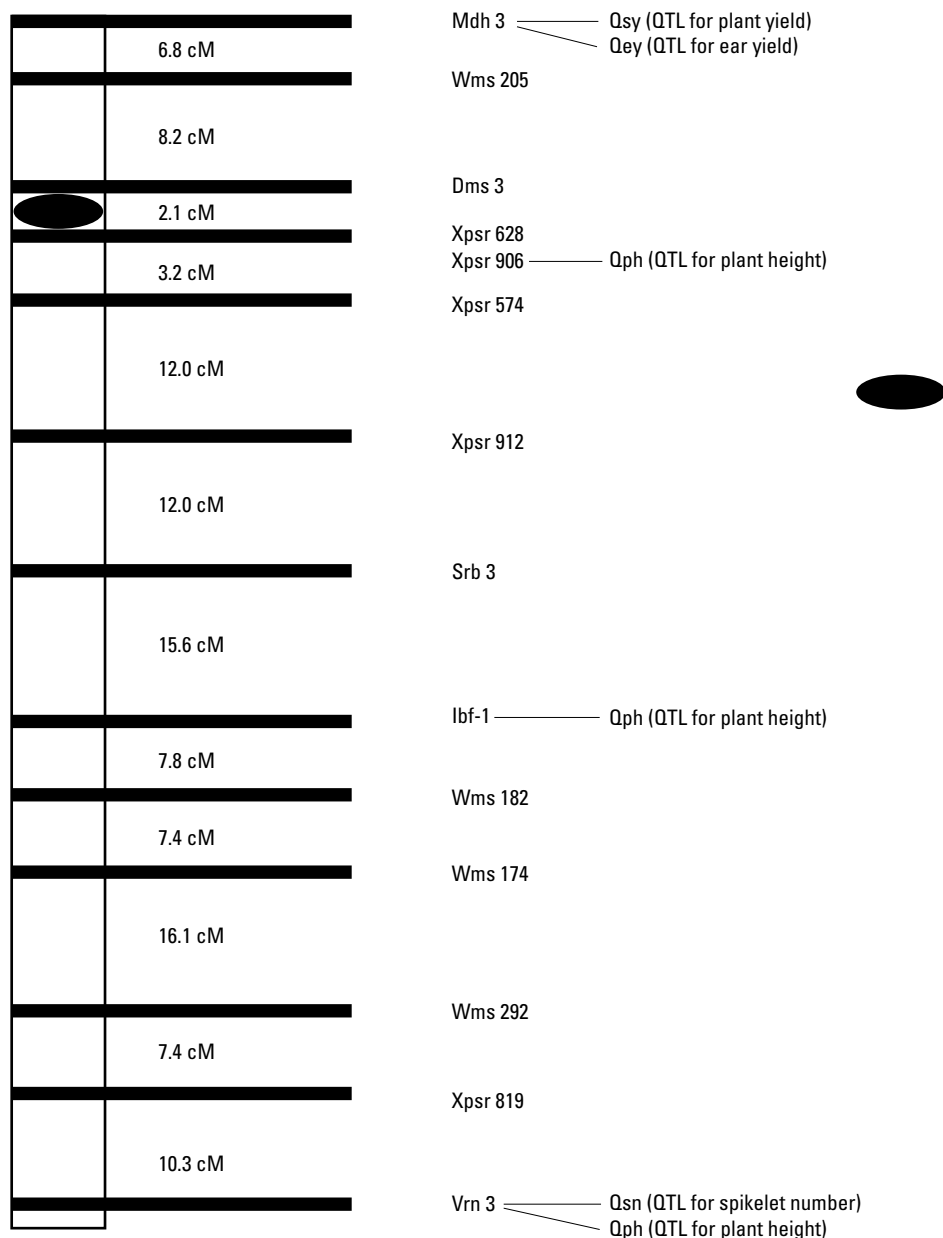 Mdh 3 Qsy (QTL for plant yield)
Qey (QTL for ear yield)
6.8 cM
Wms 205
8.2 cM
Dms 3
2.1 cM
Xpsr 628
Xpsr 906 Qph (QTL for plant height)
3.2 cM
Xpsr 574
12.0 cM
Xpsr 912
12.0 cM
Srb 3
15.6 cM
Ibf-1 Qph (QTL for plant height)
7.8 cM
Wms 182
7.4 cM
Wms 174
16.1 cM
Wms 292
7.4 cM
Xpsr 819
10.3 cM
Vrn 3 Qsn (QTL for spikelet number)
Qph (QTL for plant height)